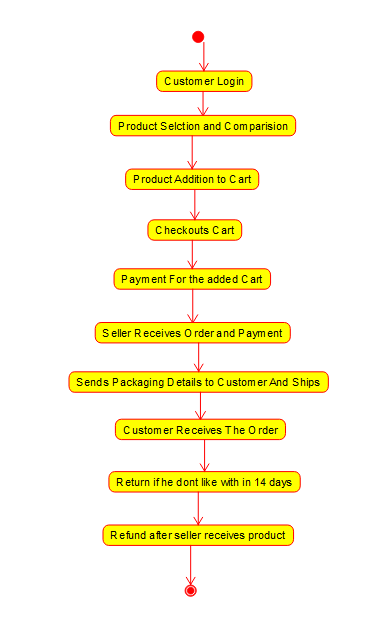 Customer Login
Product Selction and Comparision
Product Addition to Cart
Checkouts Cart
Payment For the added Cart
Seller Receives Order and Payment
Sends Packaging Details to Customer And Ships
Customer Receives The Order
Return if he dont like with in 14 days
Refund after seller receives product